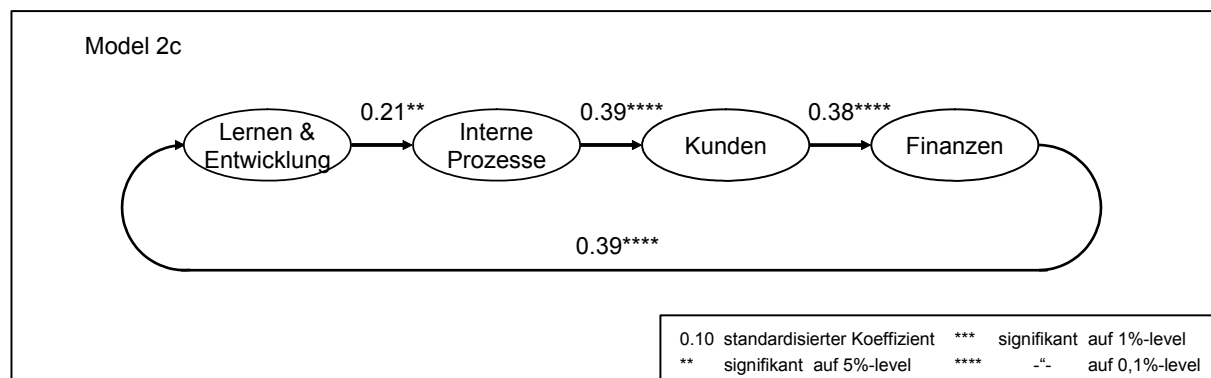 Model 2c
0.21**
0.39****
0.38****
Lernen &
Entwicklung
Interne
Prozesse
Kunden
Finanzen
0.39****
0.10 standardisierter Koeffizient *** signifikant auf 1%-level
** signifikant auf 5%-level **** -“- auf 0,1%-level